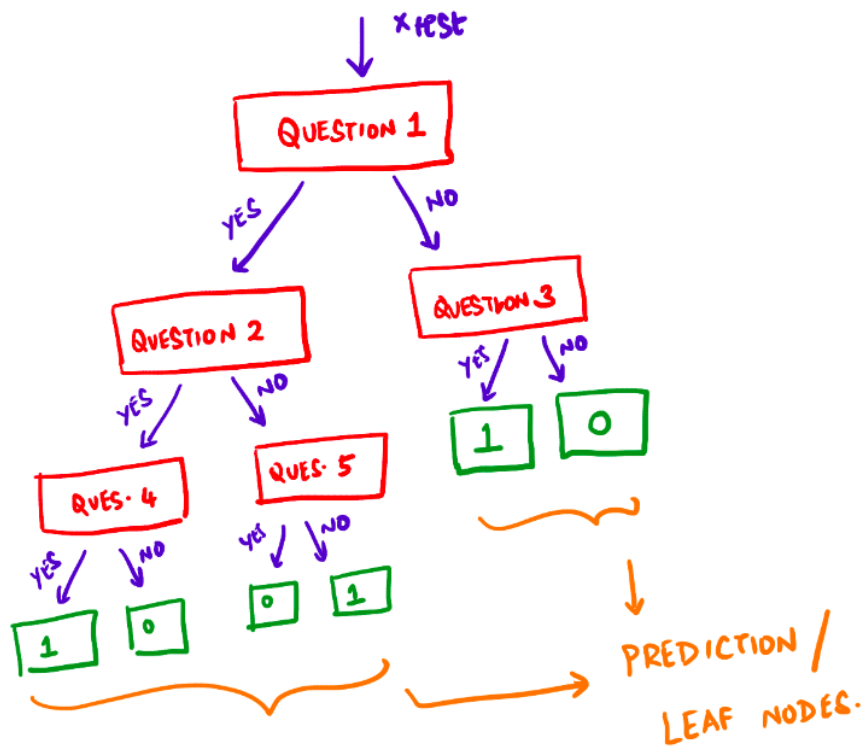 xtest
QUESTION 1
YES
NO
QUESTION 2
QUESTION 3
YES
NO
YES
NO
1
0
QUES. 4
QUES. 5
YES
NO
YES
NO
1
0
0
1
PREDICTION /
LEAF NODES.